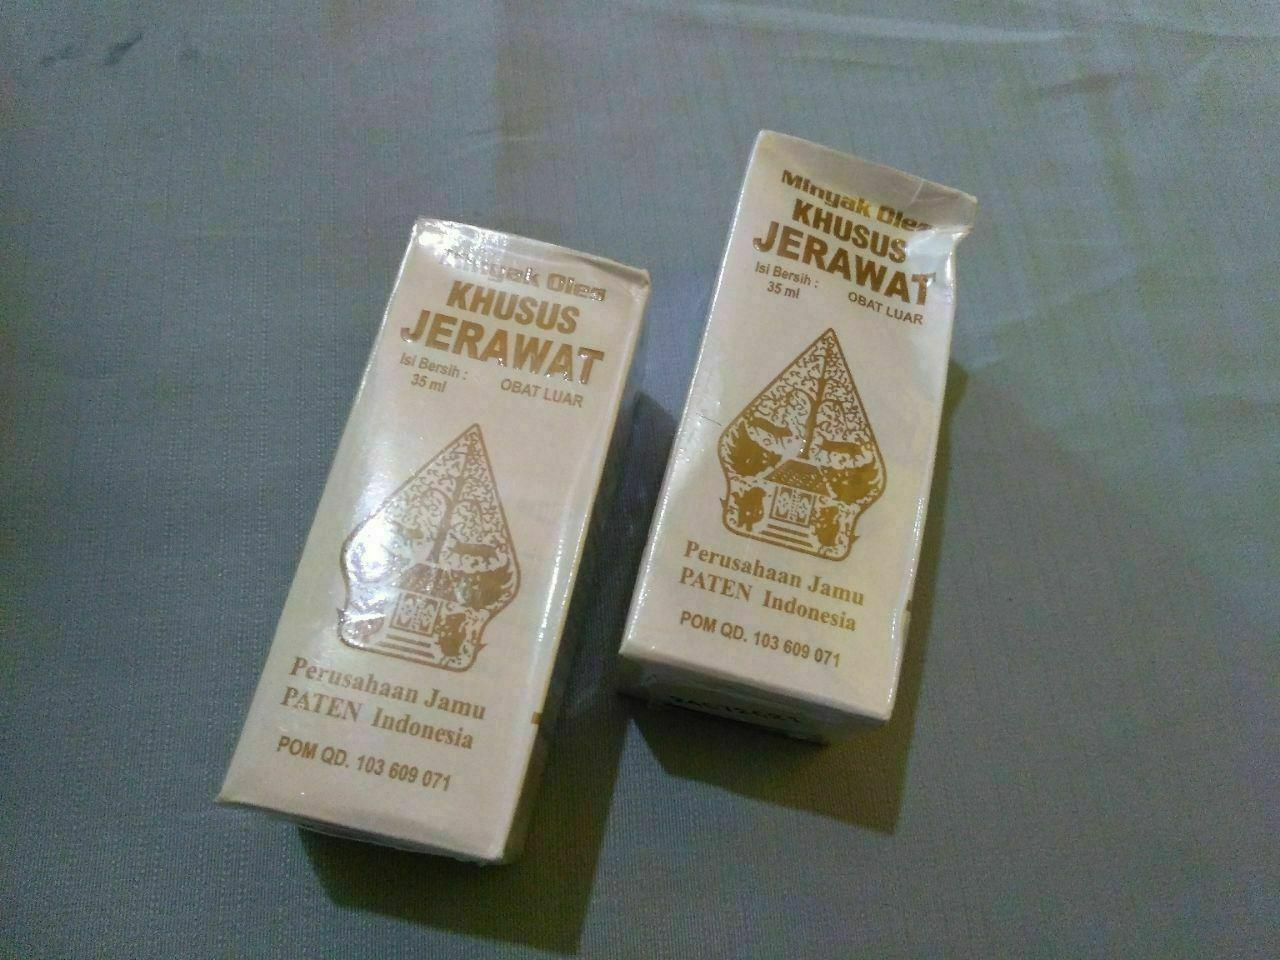 Minyak Oles
KHUSUS
JERAWAT
Isi Bersih :
35 ml
OBAT LUAR
Perusahaan Jamu
PATEN Indonesia
POM QD. 103 609 071
Minyak Oles
KHUSUS
JERAWAT
Isi Bersih :
35 ml
OBAT LUAR
Perusahaan Jamu
PATEN Indonesia
POM QD. 103 609 071